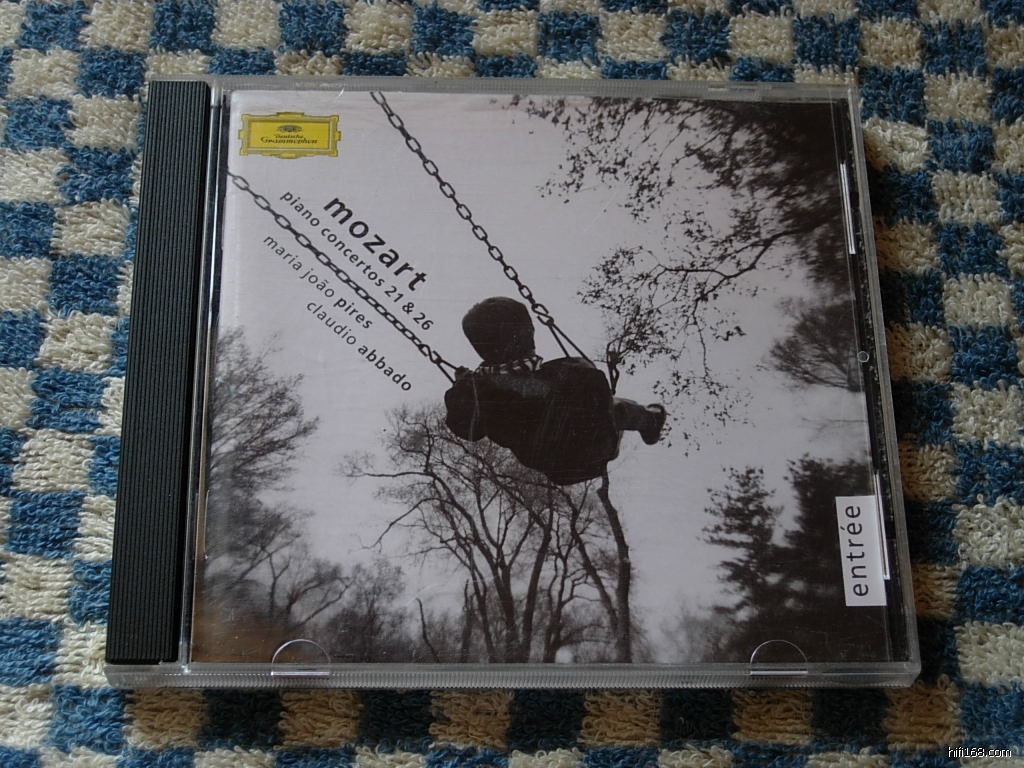 Deutsche
Grammophon
mozart
piano concertos 21 & 26
maria joão pires
claudio abbado
entrée
hifi168.com